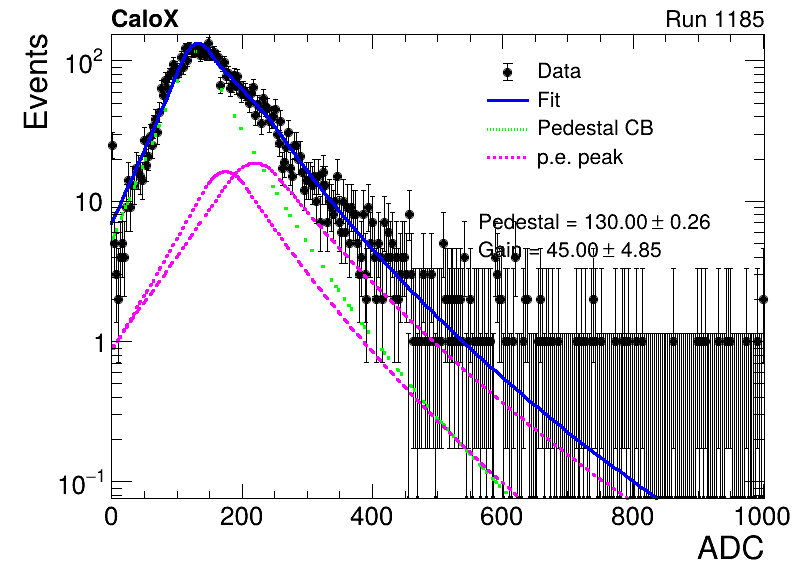 CaloX Run 1185
Events
Data
Fit
Pedestal CB
p.e. peak
Pedestal = 130.00 ± 0.26
Gain = 45.00 ± 4.85
10²
10
1
10⁻¹
0 200 400 600 800 1000
ADC